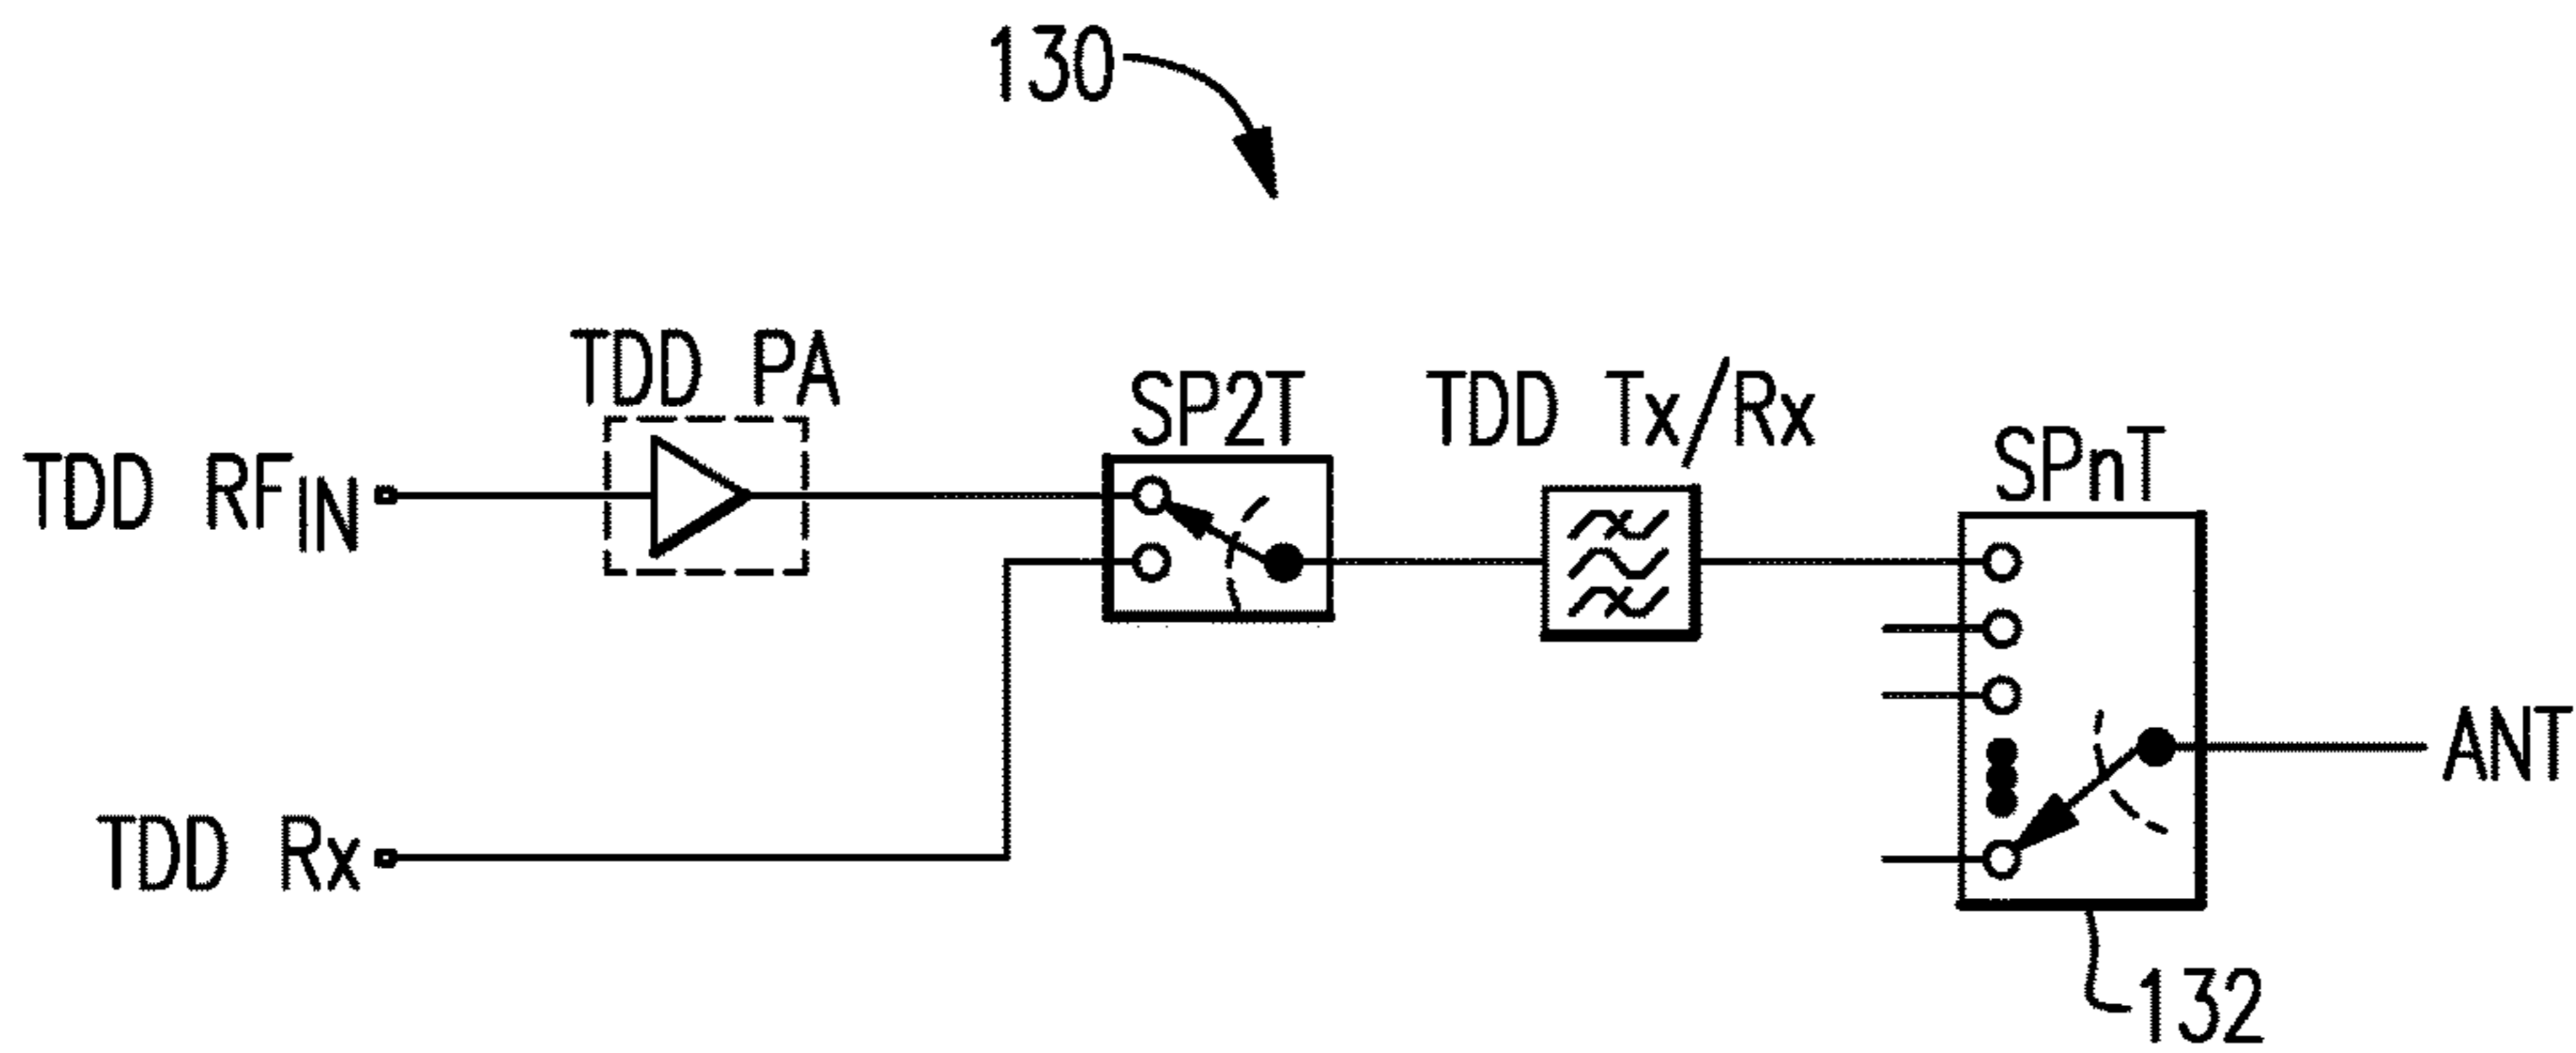 130
TDD PA
SP2T
TDD Tx/Rx
SPnT
TDD RFIN
ANT
TDD Rx
132